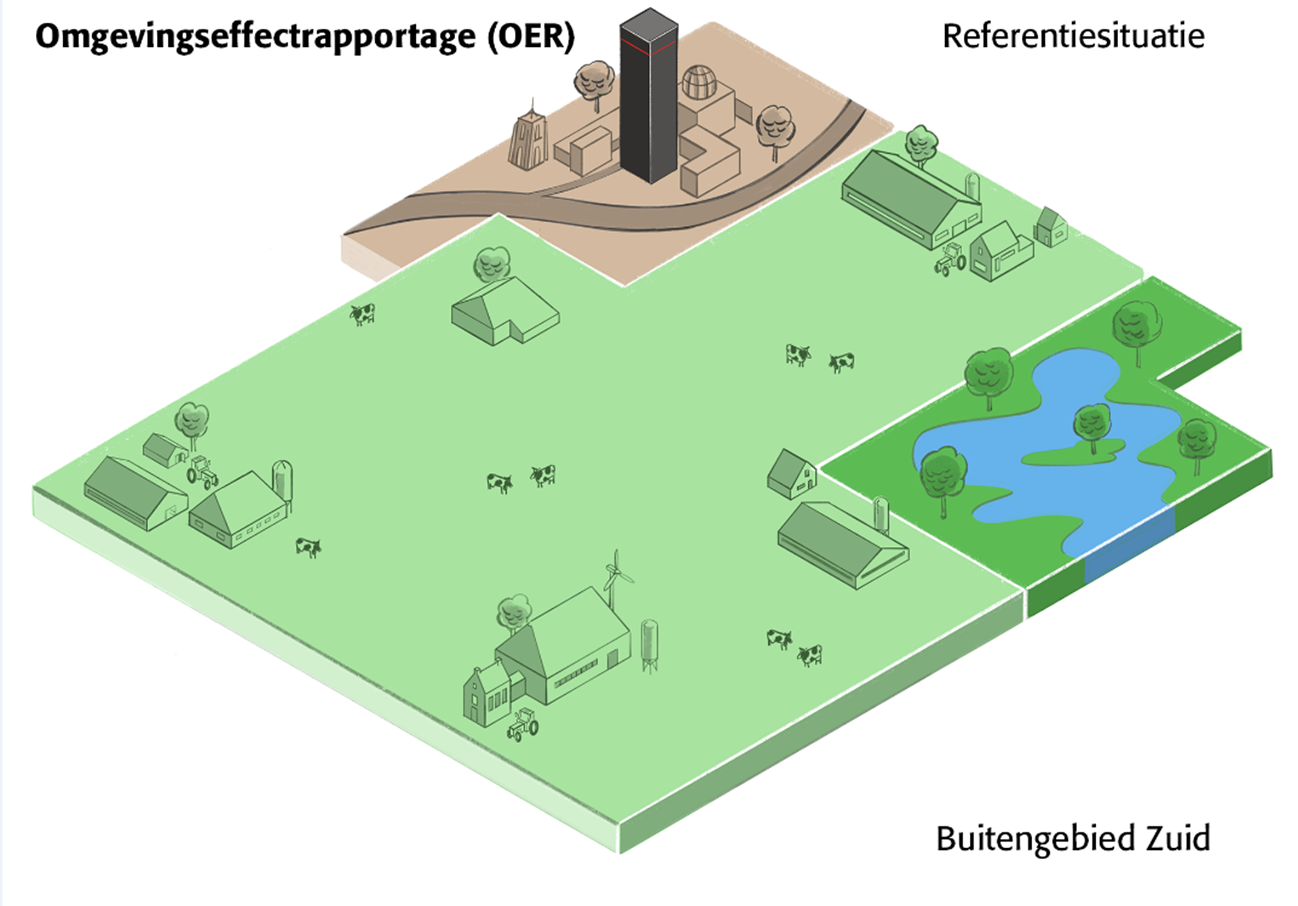 Omgevingseffectrapportage (OER)
Referentiesituatie
Buitengebied Zuid